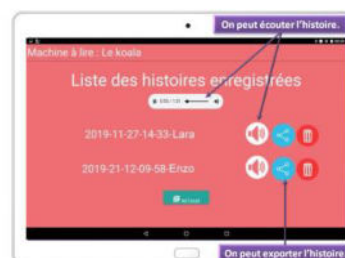 On peut écouter l'histoire.
Machine à lire : Le koala
Liste des histoires enregistrées
2019-11-27-14-33-Lara
2019-21-12-09-58-Enzo
On peut exporter l'histoire